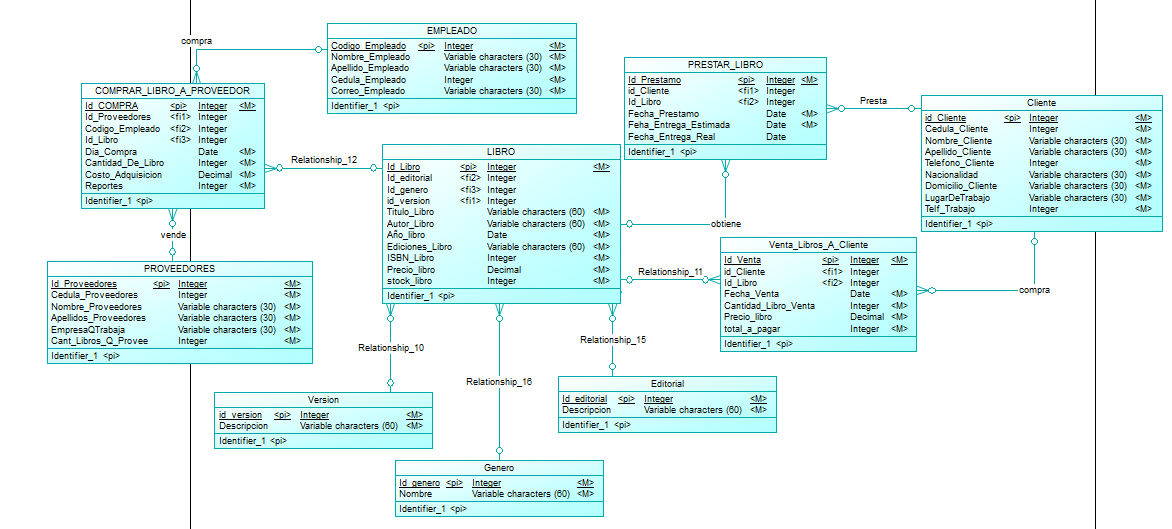 compra
EMPLEADO
Codigo_Empleado <pi> Integer <M>
Nombre_Empleado Variable characters (30) <M>
Apellido_Empleado Variable characters (30) <M>
Cedula_Empleado Integer <M>
Correo_Empleado Variable characters (30) <M>
Identifier_1 <pi>
COMPRAR_LIBRO_A_PROVEEDOR
Id_COMPRA <pi> Integer <M>
Id_Proveedores <fi1> Integer
Codigo_Empleado <fi2> Integer
Id_Libro <fi3> Integer
Dia_Compra Date <M>
Cantidad_De_Libro Integer <M>
Costo_Adquisicion Decimal <M>
Reportes Integer <M>
Identifier_1 <pi>
PRESTAR_LIBRO
Id_Prestamo <pi> Integer <M>
id_Cliente <fi1> Integer
Id_Libro <fi2> Integer
Fecha_Prestamo Date <M>
Feha_Entrega_Estimada Date <M>
Fecha_Entrega_Real Date
Identifier_1 <pi>
Presta
Cliente
id_Cliente <pi> Integer <M>
Cedula_Cliente Integer <M>
Nombre_Cliente Variable characters (30) <M>
Apellido_Cliente Variable characters (30) <M>
Telefono_Cliente Integer <M>
Nacionalidad Variable characters (30) <M>
Domicilio_Cliente Variable characters (30) <M>
LugarDeTrabajo Variable characters (30) <M>
Telf_Trabajo Integer <M>
Identifier_1 <pi>
Relationship_12
LIBRO
Id_Libro <pi> Integer <M>
Id_editorial <fi2> Integer
Id_genero <fi3> Integer
id_version <fi1> Integer
Titulo_Libro Variable characters (60) <M>
Autor_Libro Variable characters (60) <M>
Año_libro Date <M>
Ediciones_Libro Variable characters (60) <M>
ISBN_Libro Integer <M>
Precio_libro Decimal <M>
stock_libro Integer <M>
Identifier_1 <pi>
obtiene
vende
PROVEEDORES
Id_Proveedores <pi> Integer <M>
Cedula_Proveedores Integer <M>
Nombre_Proveedores Variable characters (30) <M>
Apellidos_Proveedores Variable characters (30) <M>
EmpresaQTrabaja Variable characters (30) <M>
Cant_Libros_Q_Provee Integer <M>
Identifier_1 <pi>
Relationship_11
Venta_Libros_A_Cliente
Id_Venta <pi> Integer <M>
id_Cliente <fi1> Integer
Id_Libro <fi2> Integer
Fecha_Venta Date <M>
Cantidad_Libro_Venta Integer <M>
Precio_libro Decimal <M>
total_a_pagar Integer <M>
Identifier_1 <pi>
compra
Relationship_10
Relationship_15
Relationship_16
Version
id_version <pi> Integer <M>
Descripcion Variable characters (60) <M>
Identifier_1 <pi>
Editorial
Id_editorial <pi> Integer <M>
Descripcion Variable characters (60) <M>
Identifier_1 <pi>
Genero
Id_genero <pi> Integer <M>
Nombre Variable characters (60) <M>
Identifier_1 <pi>